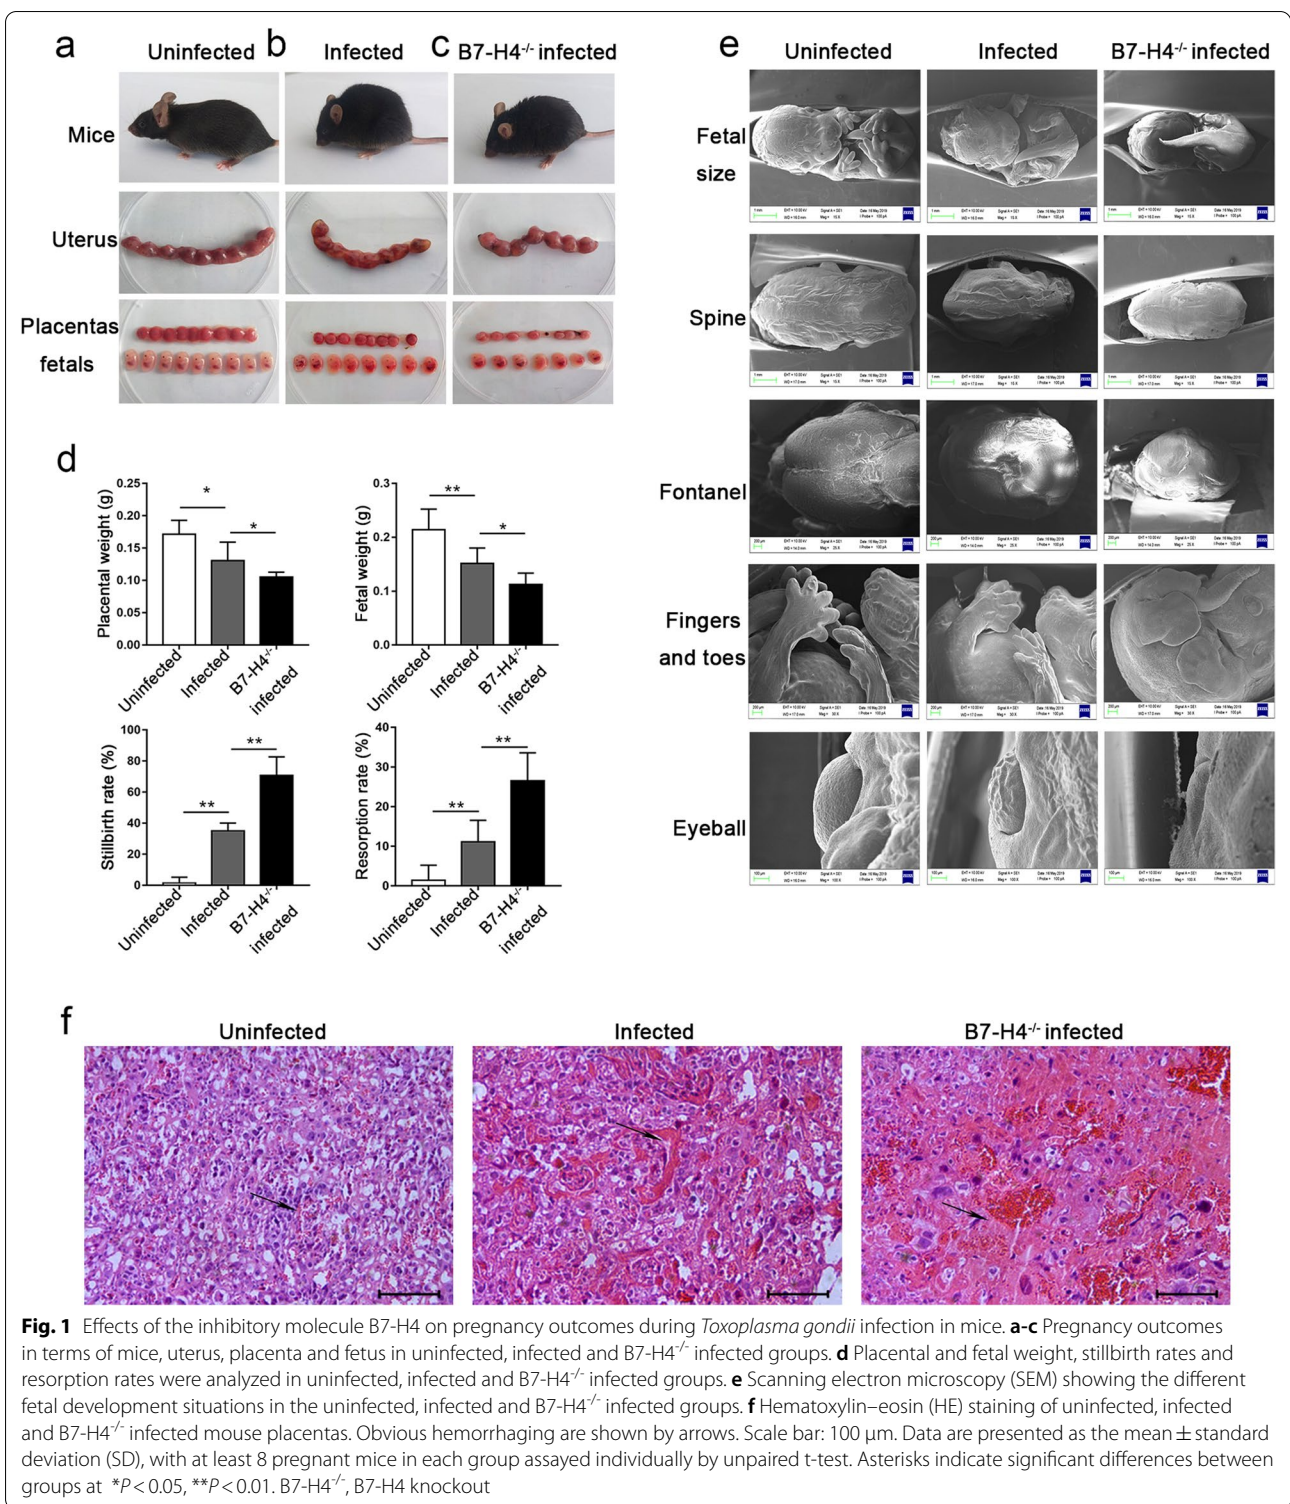 a
Uninfected
b
Infected
c
B7-H4-/- infected
Mice
Uterus
Placentas
fetals
d
Placental weight (g)
0.25
0.20
0.15
0.10
0.05
0.00
*
*
Uninfected
Infected
B7-H4-/-
infected
Fetal weight (g)
0.3
0.2
0.1
0.0
**
*
Uninfected
Infected
B7-H4-/-
infected
Stillbirth rate (%)
100
80
60
40
20
0
**
**
Uninfected
Infected
B7-H4-/-
infected
Resorption rate (%)
40
30
20
10
0
**
**
Uninfected
Infected
B7-H4-/-
infected
e
Uninfected
Infected
B7-H4-/- infected
Fetal
size
Spine
Fontanel
Fingers
and toes
Eyeball
f
Uninfected
Infected
B7-H4-/- infected
Fig. 1 Effects of the inhibitory molecule B7-H4 on pregnancy outcomes during Toxoplasma gondii infection in mice. a-c Pregnancy outcomes
in terms of mice, uterus, placenta and fetus in uninfected, infected and B7-H4-/- infected groups. d Placental and fetal weight, stillbirth rates and
resorption rates were analyzed in uninfected, infected and B7-H4-/- infected groups. e Scanning electron microscopy (SEM) showing the different
fetal development situations in the uninfected, infected and B7-H4-/- infected groups. f Hematoxylin–eosin (HE) staining of uninfected, infected
and B7-H4-/- infected mouse placentas. Obvious hemorrhaging are shown by arrows. Scale bar: 100 μm. Data are presented as the mean ± standard
deviation (SD), with at least 8 pregnant mice in each group assayed individually by unpaired t-test. Asterisks indicate significant differences between
groups at *P < 0.05, **P < 0.01. B7-H4-/-, B7-H4 knockout